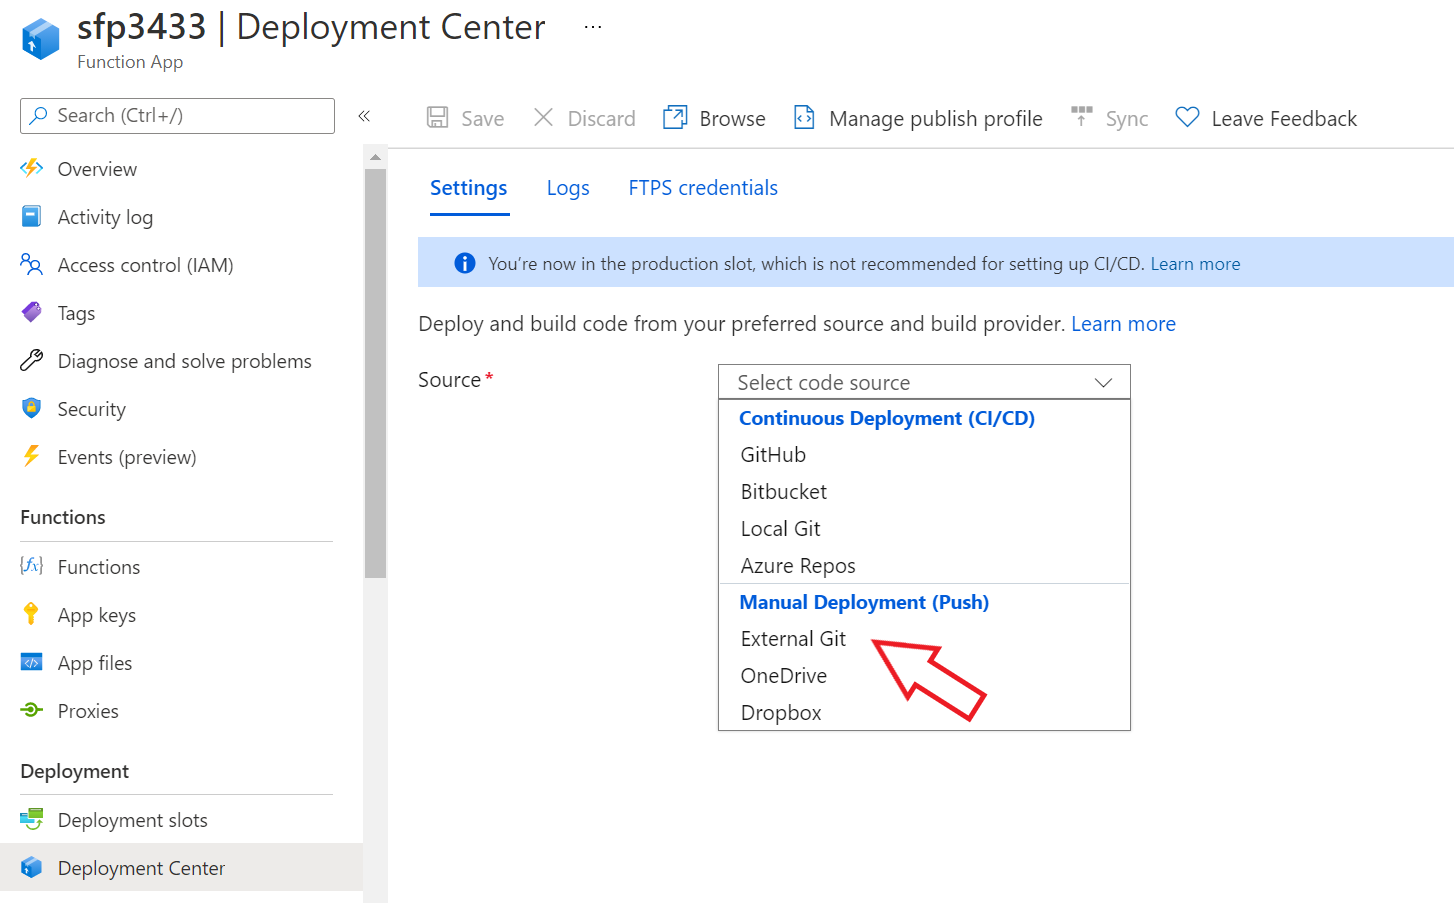 sfp3433 | Deployment Center ...
Function App
Search (Ctrl+/)
«
Overview
Activity log
Access control (IAM)
Tags
Diagnose and solve problems
Security
Events (preview)
Functions
Functions
App keys
App files
Proxies
Deployment
Deployment slots
Deployment Center
Save
Discard
Browse
Manage publish profile
Sync
Leave Feedback
Settings
Logs
FTPS credentials
You’re now in the production slot, which is not recommended for setting up CI/CD. Learn more
Deploy and build code from your preferred source and build provider. Learn more
Source *
Select code source
Continuous Deployment (CI/CD)
GitHub
Bitbucket
Local Git
Azure Repos
Manual Deployment (Push)
External Git
OneDrive
Dropbox